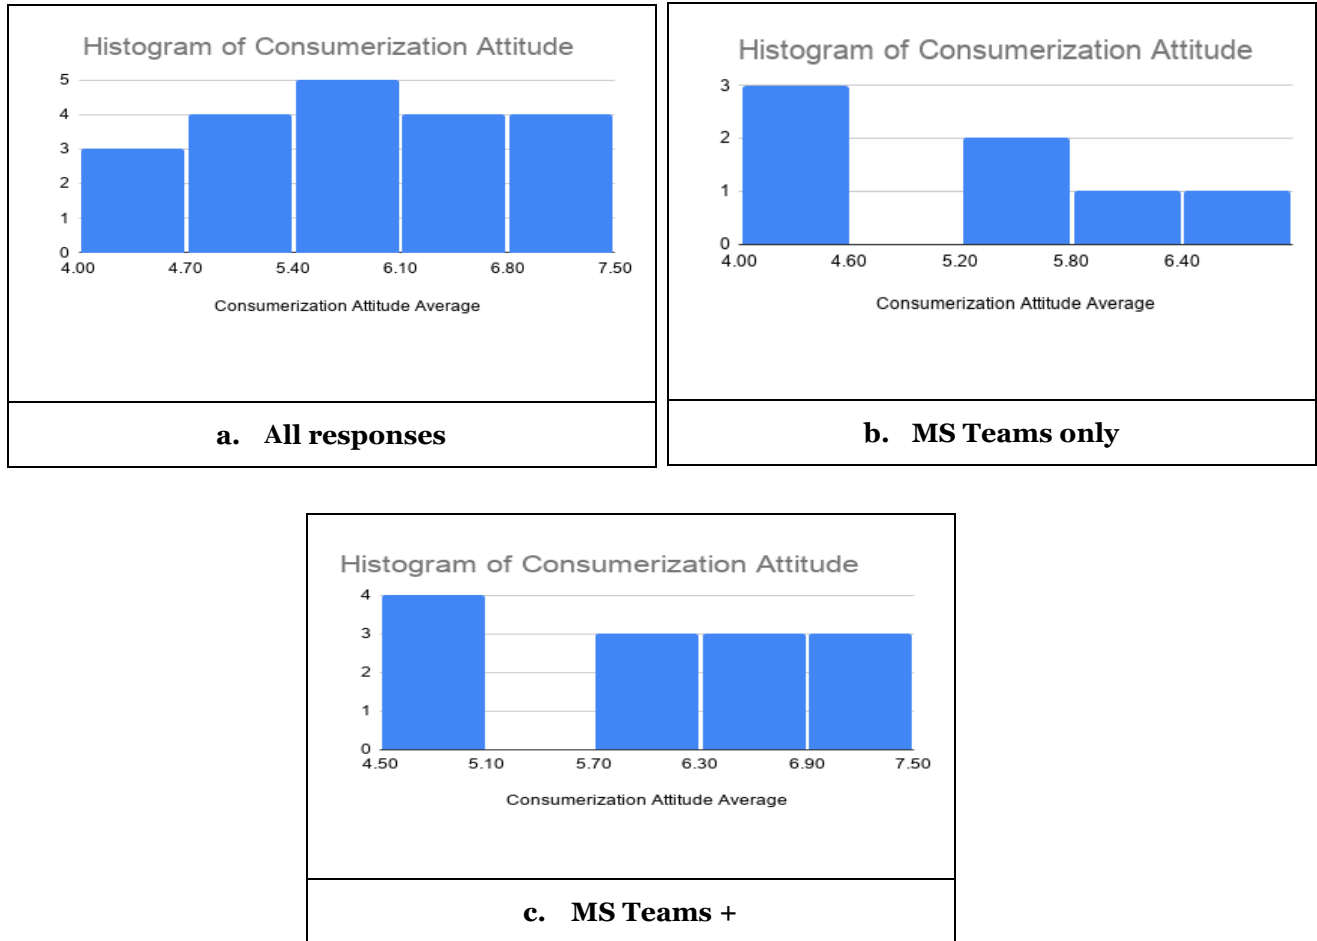 Histogram of Consumerization Attitude
5
4
3
2
1
0
4.00 4.70 5.40 6.10 6.80 7.50
Consumerization Attitude Average
a. All responses
Histogram of Consumerization Attitude
3
2
1
0
4.00 4.60 5.20 5.80 6.40
Consumerization Attitude Average
b. MS Teams only
Histogram of Consumerization Attitude
4
3
2
1
0
4.50 5.10 5.70 6.30 6.90 7.50
Consumerization Attitude Average
c. MS Teams +